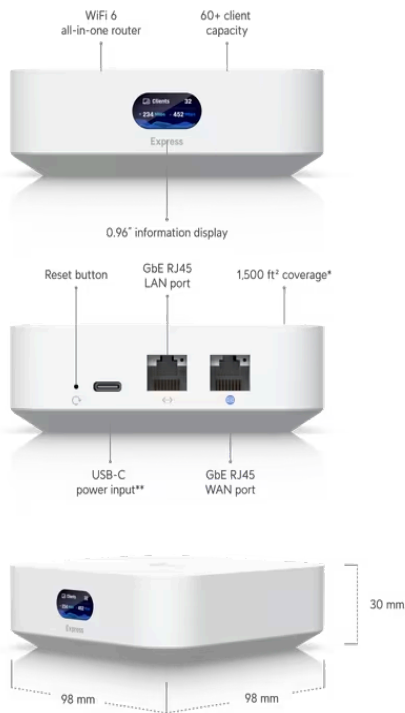 WiFi 6
all-in-one router
60+ client
capacity
Clients 32
234 452
Express
0.96" information display
Reset button
GbE RJ45
LAN port
1,500 ft² coverage*
USB-C
power input**
GbE RJ45
WAN port
Express
30 mm
98 mm
98 mm